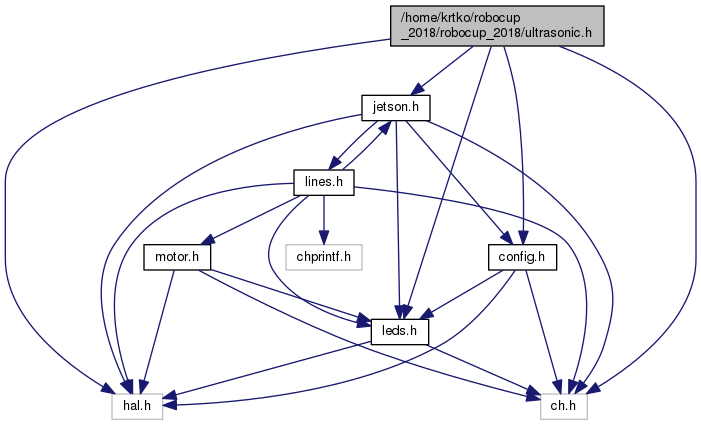 /home/krtko/robocup
_2018/robocup_2018/ultrasonic.h
jetson.h
lines.h
motor.h
chprintf.h
config.h
leds.h
hal.h
ch.h